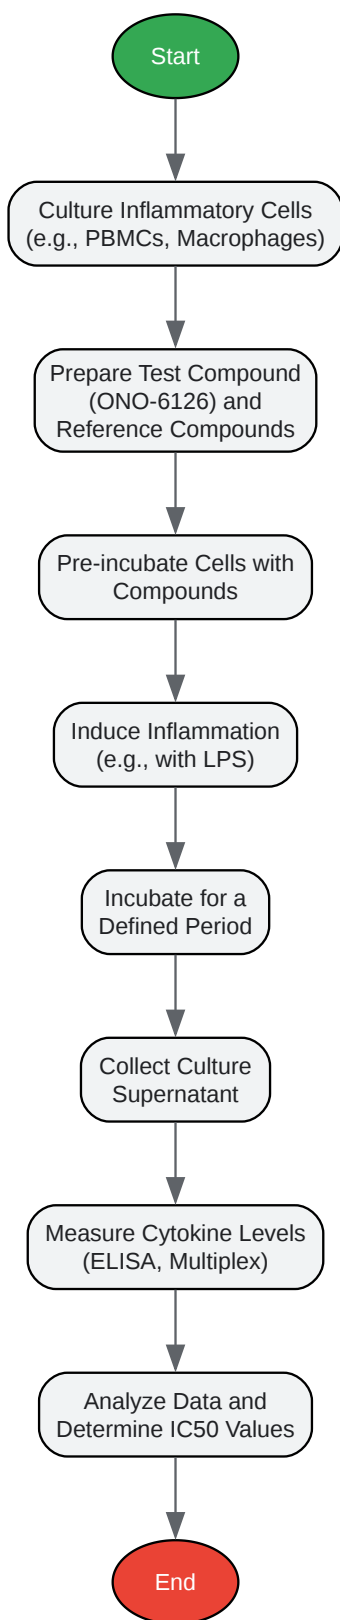 Start
Culture Inflammatory Cells
(e.g., PBMCs, Macrophages)
Prepare Test Compound
(ONO-6126) and
Reference Compounds
Pre-incubate Cells with
Compounds
Induce Inflammation
(e.g., with LPS)
Incubate for a
Defined Period
Collect Culture
Supernatant
Measure Cytokine Levels
(ELISA, Multiplex)
Analyze Data and
Determine IC50 Values
End